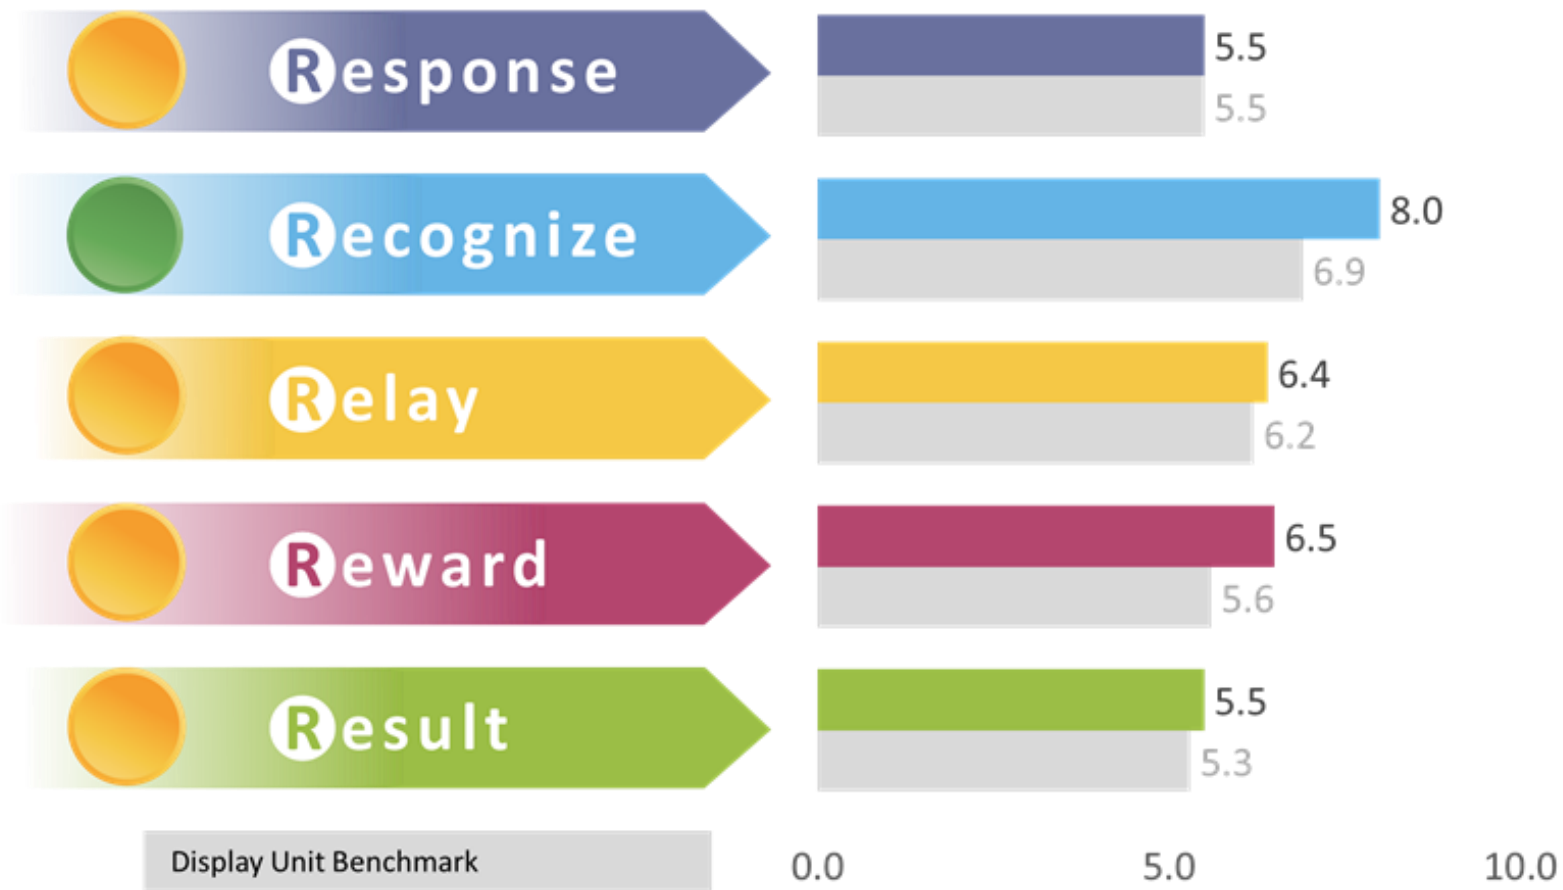 Response
5.5
5.5
Recognize
8.0
6.9
Relay
6.4
6.2
Reward
6.5
5.6
Result
5.5
5.3
Display Unit Benchmark
0.0 5.0 10.0